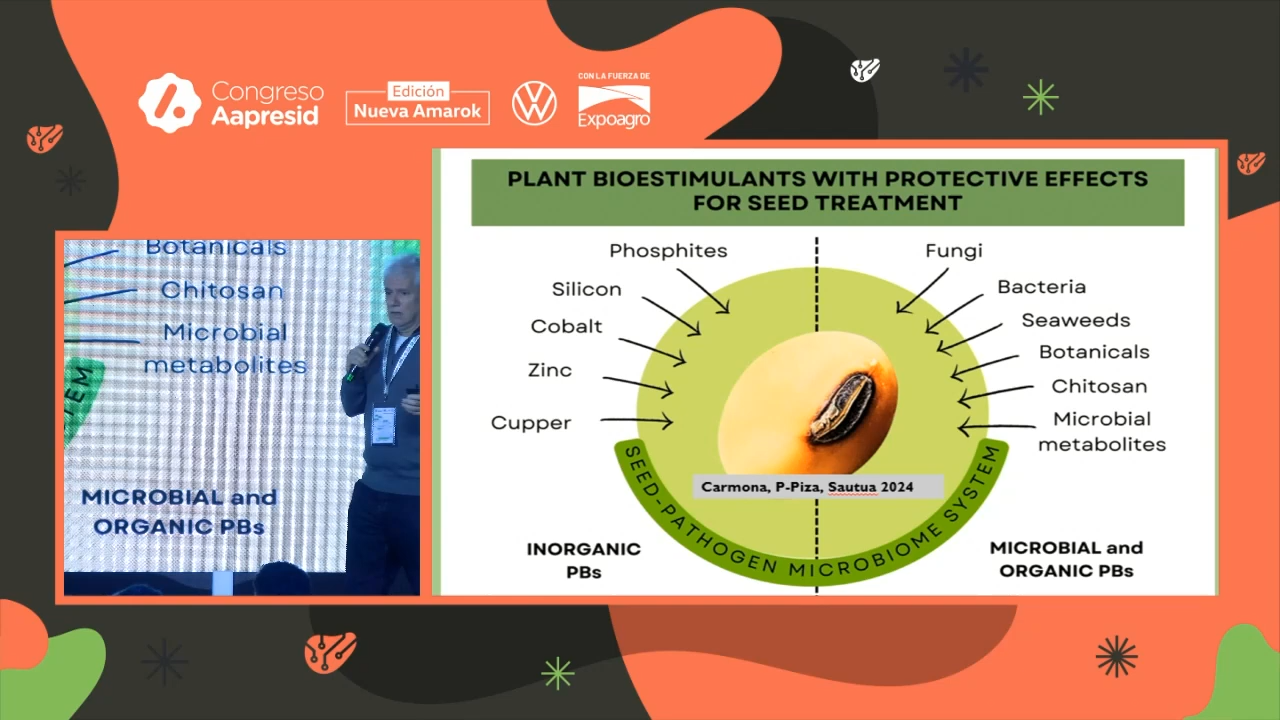 Congreso
Aapresid
Edición
Nueva Amarok
CON LA FUERZA DE
Expoagro
PLANT BIOESTIMULANTS WITH PROTECTIVE EFFECTS
FOR SEED TREATMENT
Phosphites
Silicon
Cobalt
Zinc
Cupper
Fungi
Bacteria
Seaweeds
Botanicals
Chitosan
Microbial
metabolites
Carmona, P-Piza, Sautua 2024
SEED-PATHOGEN MICROBIOME SYSTEM
INORGANIC
PBs
MICROBIAL and
ORGANIC PBs
Botanicals
Chitosan
Microbial
metabolites
MICROBIAL and
ORGANIC PBs